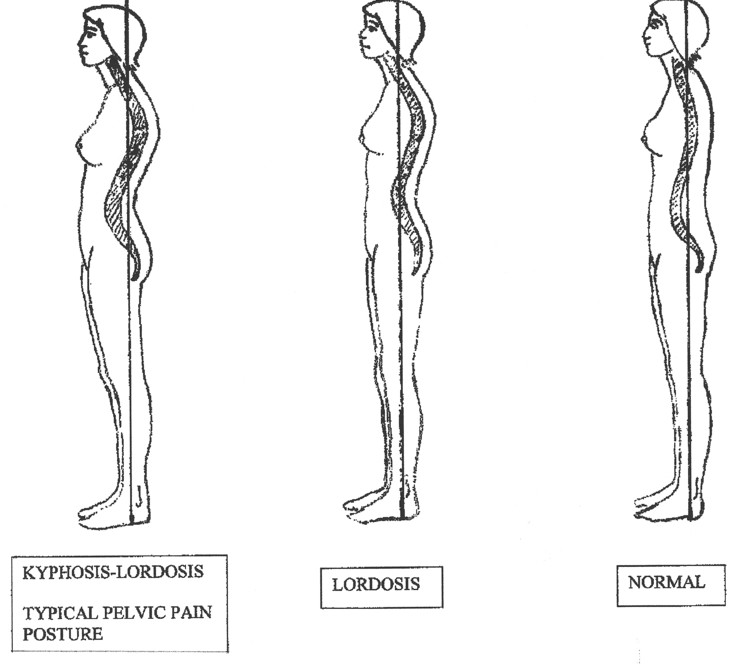 KYPHOSIS-LORDOSIS
TYPICAL PELVIC PAIN
POSTURE
LORDOSIS
NORMAL